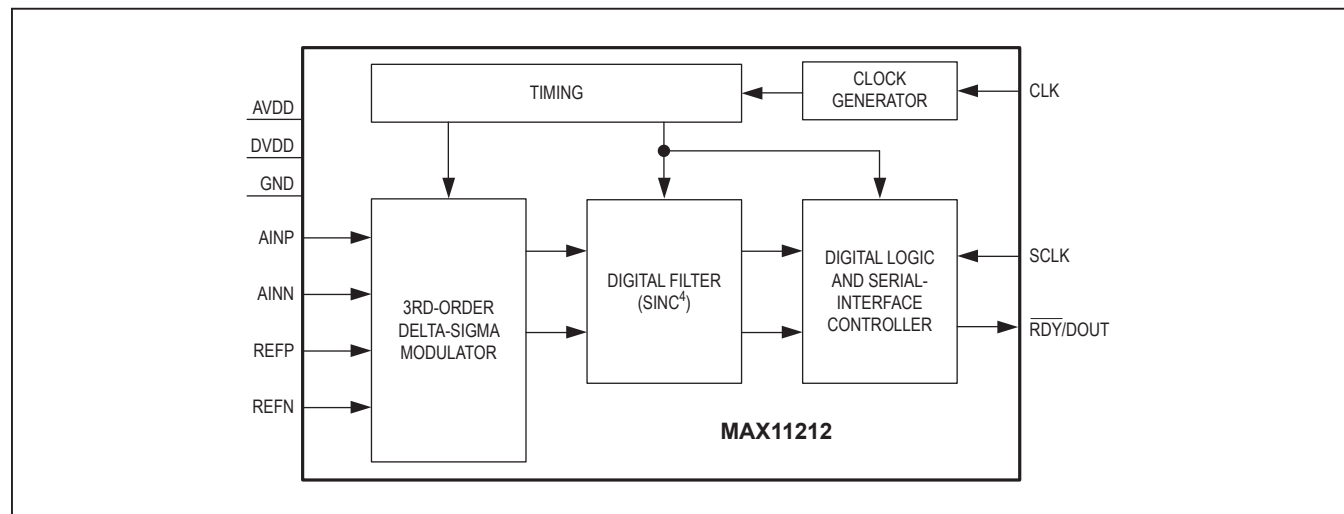 TIMING
CLOCK
GENERATOR
CLK
AVDD
DVDD
GND
AINP
AINN
REFP
REFN
3RD-ORDER
DELTA-SIGMA
MODULATOR
DIGITAL FILTER
(SINC⁴)
DIGITAL LOGIC
AND SERIAL-
INTERFACE
CONTROLLER
SCLK
R̅D̅Y̅/DOUT
MAX11212